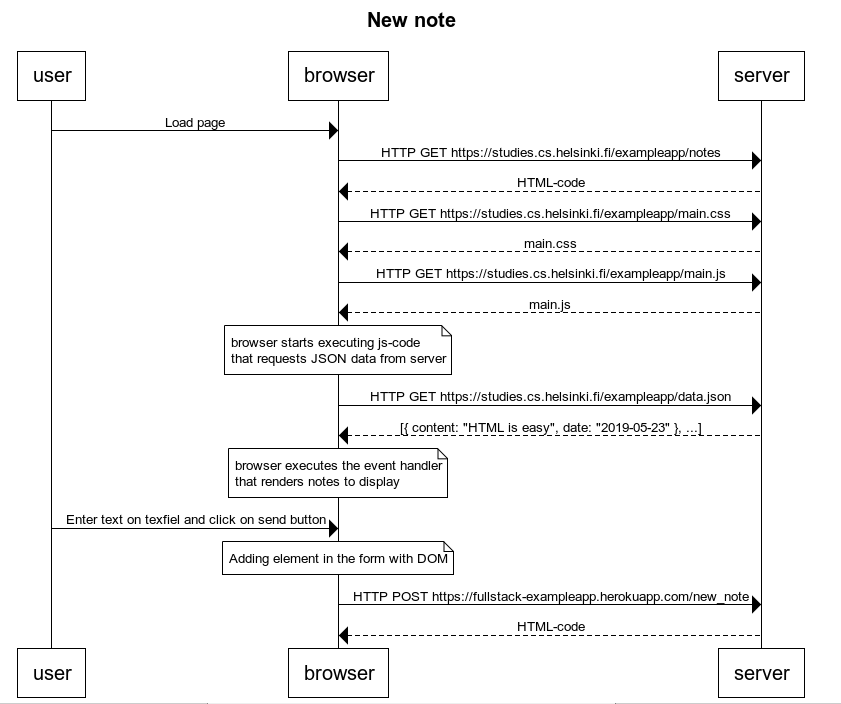 New note
user
browser
server
Load page
HTTP GET https://studies.cs.helsinki.fi/exampleapp/notes
HTML-code
HTTP GET https://studies.cs.helsinki.fi/exampleapp/main.css
main.css
HTTP GET https://studies.cs.helsinki.fi/exampleapp/main.js
main.js
browser starts executing js-code
that requests JSON data from server
HTTP GET https://studies.cs.helsinki.fi/exampleapp/data.json
[{ content: "HTML is easy", date: "2019-05-23" }, ...]
browser executes the event handler
that renders notes to display
Enter text on texfiel and click on send button
Adding element in the form with DOM
HTTP POST https://fullstack-exampleapp.herokuapp.com/new_note
HTML-code
user
browser
server